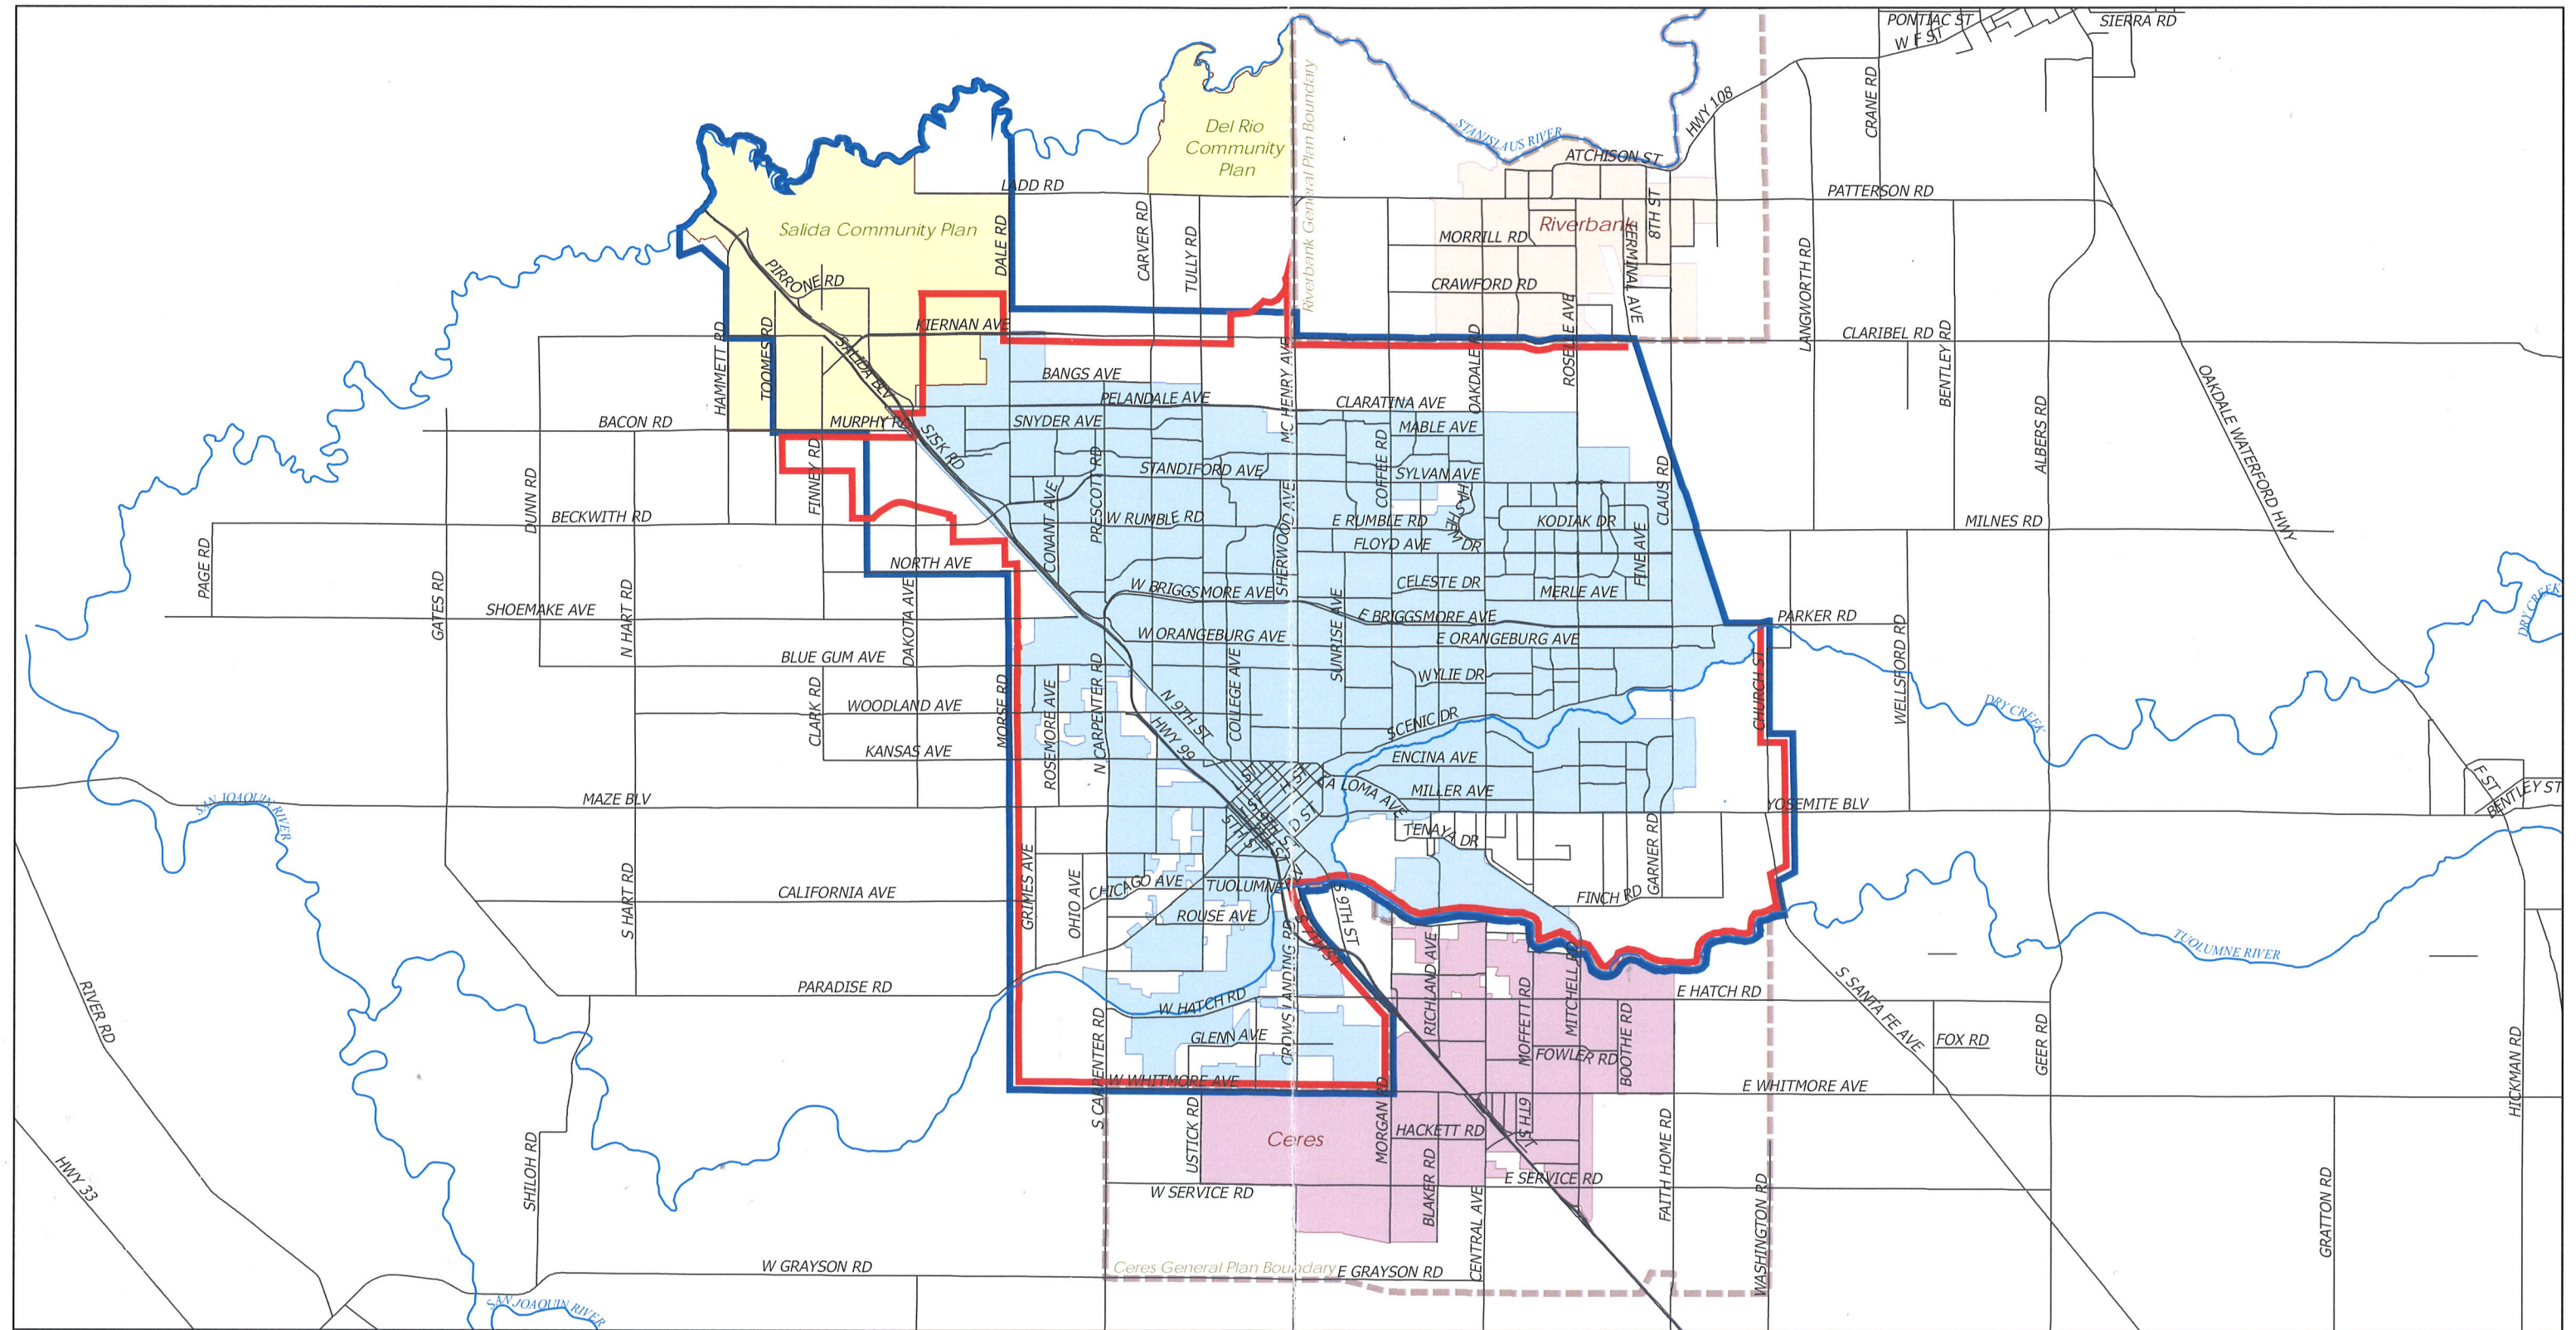 PONTIAC ST
SIERRA RD
W F ST
CRANE RD
HWY 108
Riverbank General Plan Boundary
STANISLAUS RIVER
Del Rio
Community
Plan
ATCHISON ST
LADD RD
PATTERSON RD
8TH ST
Salida Community Plan
DALE RD
CARVER RD
TULLY RD
Riverbank
MORRILL RD
TERMINAL AVE
LANGWORTH RD
PIRRONE RD
CRAWFORD RD
KIERNAN AVE
CLARIBEL RD
HAMMETT RD
TOOMES RD
SALIDA BLV
MC HENRY AVE
OAKDALE RD
ROSELLE AVE
BENTLEY RD
OAKDALE WATERFORD HWY
BANGS AVE
PELANDALE AVE
CLARATINA AVE
ALBERS RD
BACON RD
MURPHY RD
SISK RD
SNYDER AVE
MABLE AVE
COFFEE RD
FINNEY RD
PRESCOTT RD
STANDIFORD AVE
SYLVAN AVE
CLAUS RD
DUNN RD
BECKWITH RD
CONANT AVE
W RUMBLE RD
SHERWOOD AVE
E RUMBLE RD
HASHEM DR
KODIAK DR
MILNES RD
FLOYD AVE
FINE AVE
PAGE RD
GATES RD
NORTH AVE
N HART RD
DAKOTA AVE
W BRIGGSMORE AVE
CELESTE DR
MERLE AVE
SHOEMAKE AVE
SUNRISE AVE
E BRIGGSMORE AVE
PARKER RD
DRY CREEK
W ORANGEBURG AVE
E ORANGEBURG AVE
BLUE GUM AVE
N CARPENTER RD
COLLEGE AVE
WYLIE DR
CHURCH ST
WELLSFORD RD
CLARK RD
WOODLAND AVE
MORSE RD
ROSEMORE AVE
N 9TH ST
HWY 99
SCENIC DR
DRY CREEK
KANSAS AVE
ENCINA AVE
LA LOMA AVE
MILLER AVE
F ST
BENTLEY ST
SAN JOAQUIN RIVER
MAZE BLV
D ST
H ST
5TH ST
9TH ST
YOSEMITE BLV
TENAYA DR
GRIMES AVE
OHIO AVE
GARNER RD
S HART RD
CALIFORNIA AVE
CHICAGO AVE
TUOLUMNE
ROUSE AVE
S 9TH ST
FINCH RD
TUOLUMNE RIVER
CROWS LANDING RD
S 7TH ST
RICHLAND AVE
MITCHELL RD
MOFFETT RD
RIVER RD
PARADISE RD
W HATCH RD
E HATCH RD
S SANTA FE AVE
GLENN AVE
BOOTHE RD
FOWLER RD
FOX RD
GEER RD
HICKMAN RD
S CARPENTER RD
W WHITMORE AVE
E WHITMORE AVE
MORGAN RD
USTICK RD
Ceres
HACKETT RD
6TH ST
FAITH HOME RD
HWY 33
SHILOH RD
BLAKER RD
W SERVICE RD
E SERVICE RD
CENTRAL AVE
WASHINGTON RD
GRATTON RD
W GRAYSON RD
Ceres General Plan Boundary
E GRAYSON RD
SAN JOAQUIN RIVER